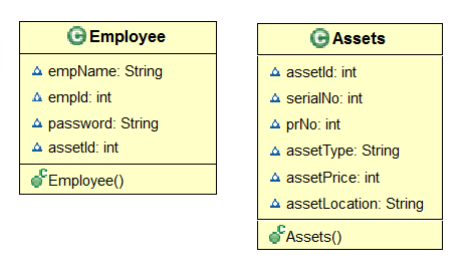 Employee
empName: String
empId: int
password: String
assetId: int
Employee()
Assets
assetId: int
serialNo: int
prNo: int
assetType: String
assetPrice: int
assetLocation: String
Assets()